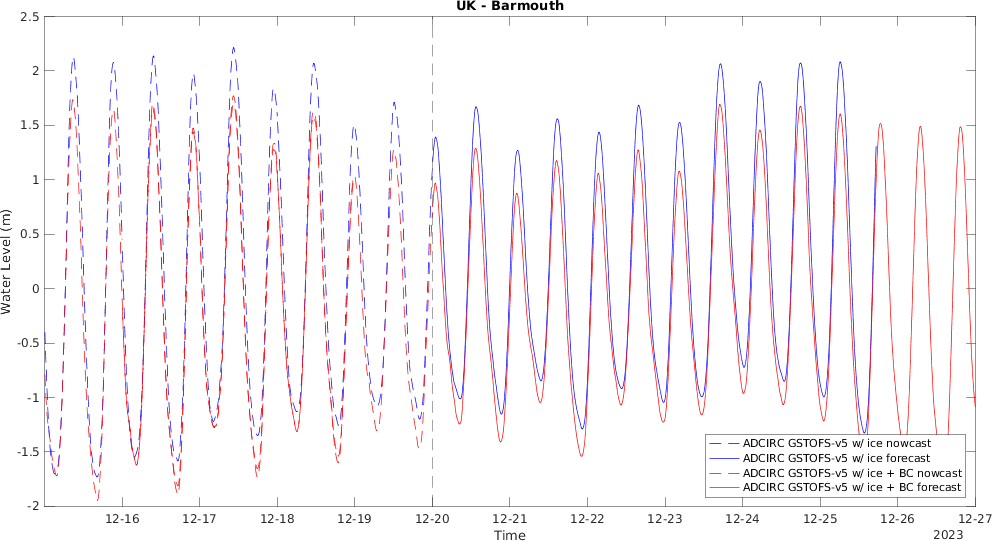 UK - Barmouth
2.5
2
1.5
1
0.5
0
-0.5
-1
-1.5
-2
Water Level (m)
ADCIRC GSTOFS-v5 w/ ice nowcast
ADCIRC GSTOFS-v5 w/ ice forecast
ADCIRC GSTOFS-v5 w/ ice + BC nowcast
ADCIRC GSTOFS-v5 w/ ice + BC forecast
12-16 12-17 12-18 12-19 12-20 12-21 12-22 12-23 12-24 12-25 12-26 12-27
Time
2023